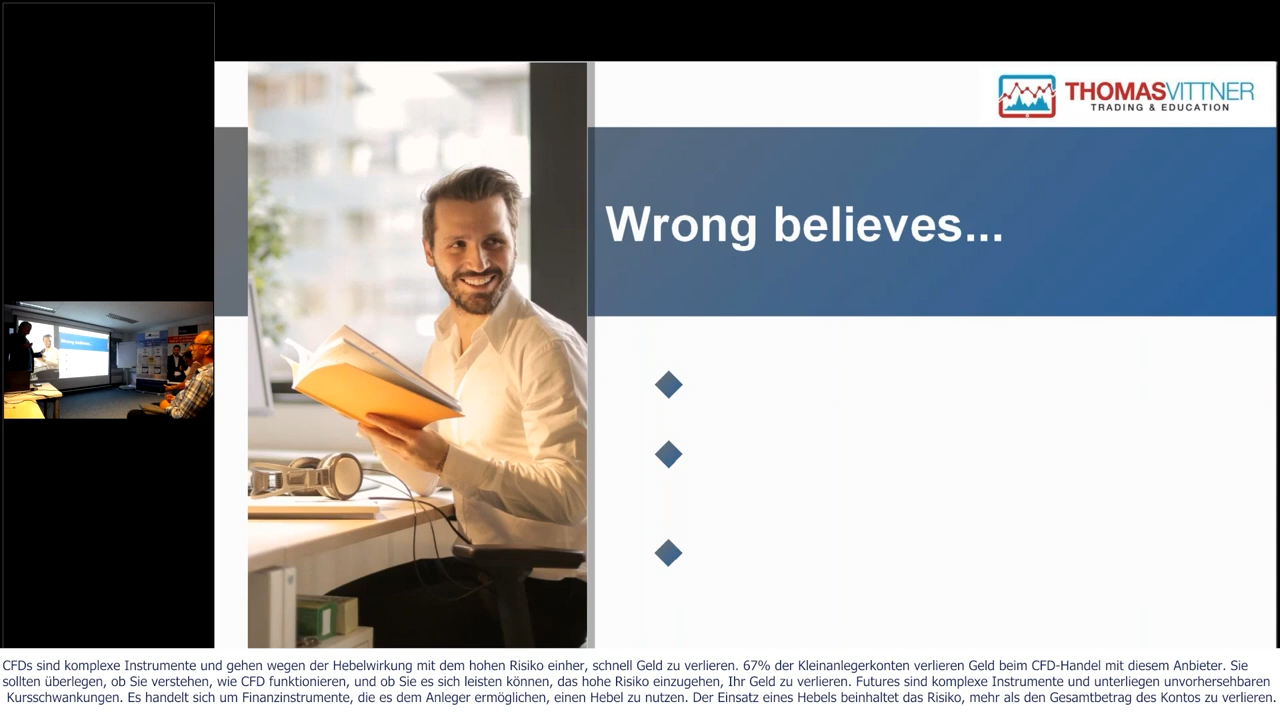 THOMASVITTNER
TRADING & EDUCATION
Wrong believes...
Wrong believes...
CFDs sind komplexe Instrumente und gehen wegen der Hebelwirkung mit dem hohen Risiko einher, schnell Geld zu verlieren. 67% der Kleinanlegerkonten verlieren Geld beim CFD-Handel mit diesem Anbieter. Sie
sollten überlegen, ob Sie verstehen, wie CFD funktionieren, und ob Sie es sich leisten können, das hohe Risiko einzugehen, Ihr Geld zu verlieren. Futures sind komplexe Instrumente und unterliegen unvorhersehbaren
Kursschwankungen. Es handelt sich um Finanzinstrumente, die es dem Anleger ermöglichen, einen Hebel zu nutzen. Der Einsatz eines Hebels beinhaltet das Risiko, mehr als den Gesamtbetrag des Kontos zu verlieren.